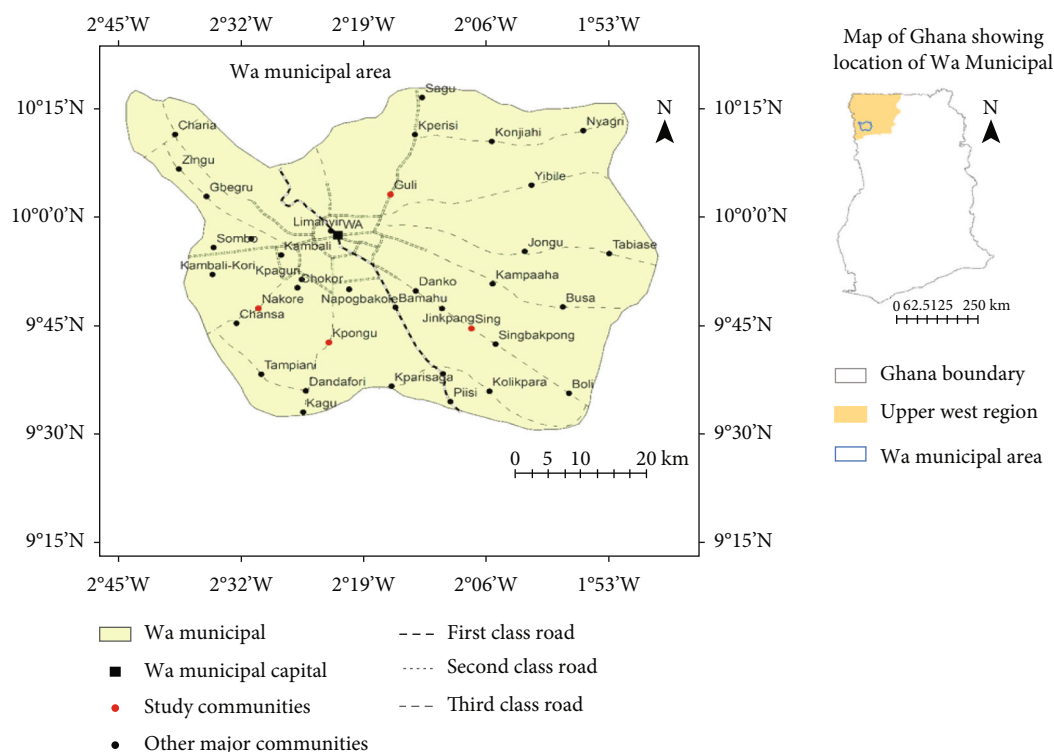 2°45'W 2°32'W 2°19'W 2°06'W 1°53'W
Wa municipal area
N
10°15'N 10°15'N
10°0'0'N 10°0'0'N
9°45'N 9°45'N
9°30'N 9°30'N
9°15'N 9°15'N
Sagu
Charia
Kperisi
Konjiahi
Nyagri
Zingu
Gbegru
Guli
Yibile
Limanyiri
WA
Sombo
Kambali
Jongu
Tabiase
Kambali-Kori
Kpaguri
Chokor
Danko
Kampaaha
Nakore
Napogbakole
Bamahu
Busa
Chansa
Jinkpang
Sing
Kpongu
Singbakpong
Tampiani
Dandafori
Kparisaga
Kolikpara
Boli
Kagu
Piisi
0 5 10 20 km
2°45'W 2°32'W 2°19'W 2°06'W 1°53'W
Wa municipal
Wa municipal capital
Study communities
Other major communities
First class road
Second class road
Third class road
Map of Ghana showing
location of Wa Municipal
N
0 62.5125 250 km
Ghana boundary
Upper west region
Wa municipal area